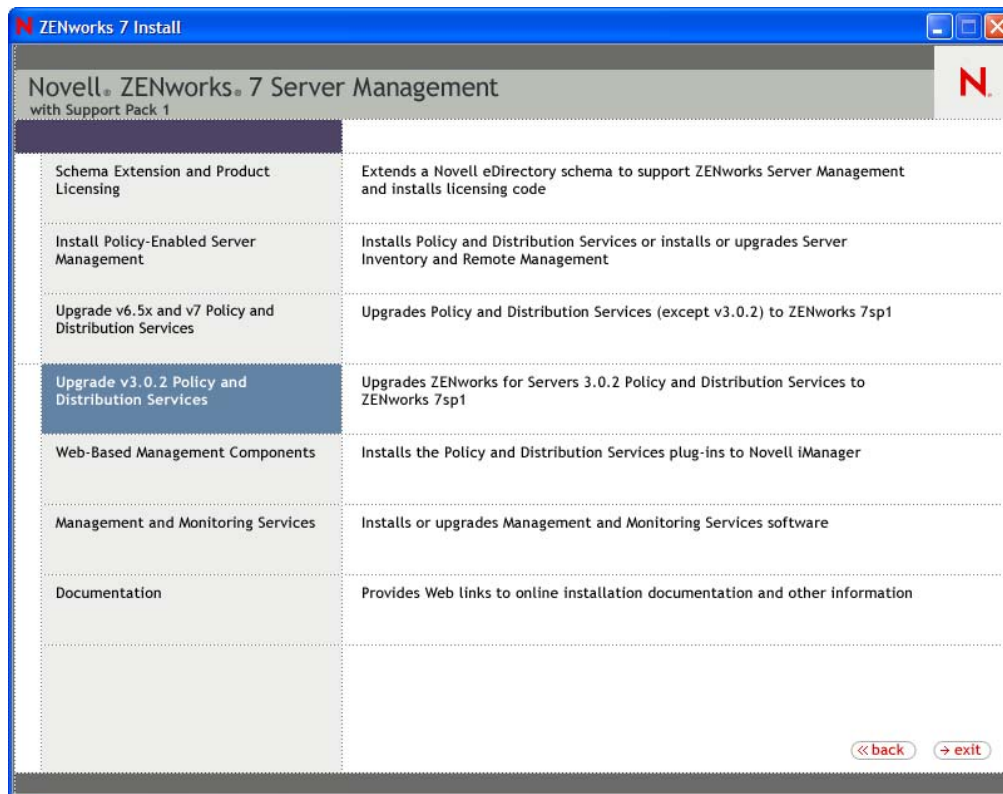 N ZENworks 7 Install
Novell® ZENworks® 7 Server Management
with Support Pack 1
N®
Schema Extension and Product
Licensing
Extends a Novell eDirectory schema to support ZENworks Server Management
and installs licensing code
Install Policy-Enabled Server
Management
Installs Policy and Distribution Services or installs or upgrades Server
Inventory and Remote Management
Upgrade v6.5x and v7 Policy and
Distribution Services
Upgrades Policy and Distribution Services (except v3.0.2) to ZENworks 7sp1
Upgrade v3.0.2 Policy and
Distribution Services
Upgrades ZENworks for Servers 3.0.2 Policy and Distribution Services to
ZENworks 7sp1
Web-Based Management Components
Installs the Policy and Distribution Services plug-ins to Novell iManager
Management and Monitoring Services
Installs or upgrades Management and Monitoring Services software
Documentation
Provides Web links to online installation documentation and other information
« back
→ exit